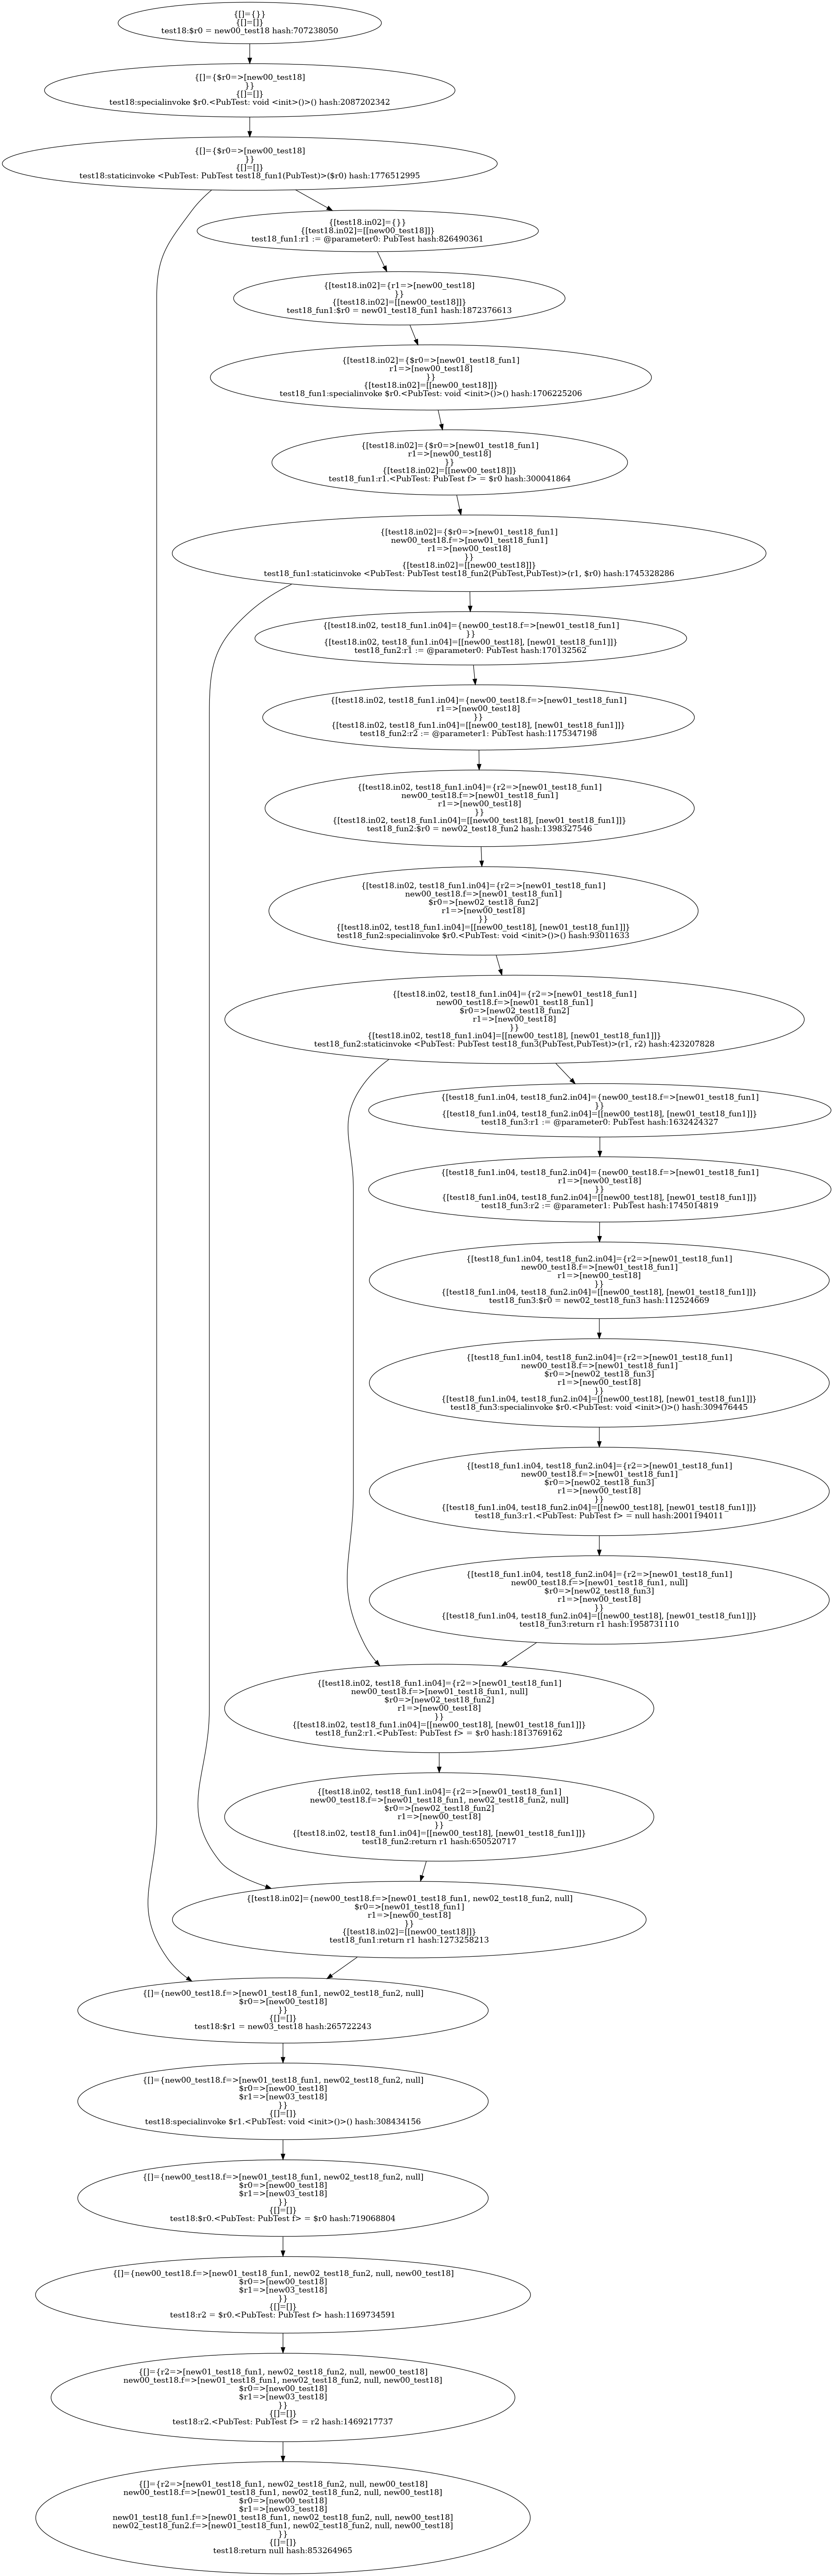 {[]={}}
{[]=[]}
test18:$r0 = new00_test18 hash:707238050
{[]={$r0=>[new00_test18]
}}
{[]=[]}
test18:specialinvoke $r0.<PubTest: void <init>()>() hash:2087202342
{[]={$r0=>[new00_test18]
}}
{[]=[]}
test18:staticinvoke <PubTest: PubTest test18_fun1(PubTest)>($r0) hash:1776512995
{[test18.in02]={}}
{[test18.in02]=[[new00_test18]]}
test18_fun1:r1 := @parameter0: PubTest hash:826490361
{[test18.in02]={r1=>[new00_test18]
}}
{[test18.in02]=[[new00_test18]]}
test18_fun1:$r0 = new01_test18_fun1 hash:1872376613
{[test18.in02]={$r0=>[new01_test18_fun1]
r1=>[new00_test18]
}}
{[test18.in02]=[[new00_test18]]}
test18_fun1:specialinvoke $r0.<PubTest: void <init>()>() hash:1706225206
{[test18.in02]={$r0=>[new01_test18_fun1]
r1=>[new00_test18]
}}
{[test18.in02]=[[new00_test18]]}
test18_fun1:r1.<PubTest: PubTest f> = $r0 hash:300041864
{[test18.in02]={$r0=>[new01_test18_fun1]
new00_test18.f=>[new01_test18_fun1]
r1=>[new00_test18]
}}
{[test18.in02]=[[new00_test18]]}
test18_fun1:staticinvoke <PubTest: PubTest test18_fun2(PubTest,PubTest)>(r1, $r0) hash:1745328286
{[test18.in02, test18_fun1.in04]={new00_test18.f=>[new01_test18_fun1]
}}
{[test18.in02, test18_fun1.in04]=[[new00_test18], [new01_test18_fun1]]}
test18_fun2:r1 := @parameter0: PubTest hash:170132562
{[test18.in02, test18_fun1.in04]={new00_test18.f=>[new01_test18_fun1]
r1=>[new00_test18]
}}
{[test18.in02, test18_fun1.in04]=[[new00_test18], [new01_test18_fun1]]}
test18_fun2:r2 := @parameter1: PubTest hash:1175347198
{[test18.in02, test18_fun1.in04]={r2=>[new01_test18_fun1]
new00_test18.f=>[new01_test18_fun1]
r1=>[new00_test18]
}}
{[test18.in02, test18_fun1.in04]=[[new00_test18], [new01_test18_fun1]]}
test18_fun2:$r0 = new02_test18_fun2 hash:1398327546
{[test18.in02, test18_fun1.in04]={r2=>[new01_test18_fun1]
new00_test18.f=>[new01_test18_fun1]
$r0=>[new02_test18_fun2]
r1=>[new00_test18]
}}
{[test18.in02, test18_fun1.in04]=[[new00_test18], [new01_test18_fun1]]}
test18_fun2:specialinvoke $r0.<PubTest: void <init>()>() hash:93011633
{[test18.in02, test18_fun1.in04]={r2=>[new01_test18_fun1]
new00_test18.f=>[new01_test18_fun1]
$r0=>[new02_test18_fun2]
r1=>[new00_test18]
}}
{[test18.in02, test18_fun1.in04]=[[new00_test18], [new01_test18_fun1]]}
test18_fun2:staticinvoke <PubTest: PubTest test18_fun3(PubTest,PubTest)>(r1, r2) hash:423207828
{[test18_fun1.in04, test18_fun2.in04]={new00_test18.f=>[new01_test18_fun1]
}}
{[test18_fun1.in04, test18_fun2.in04]=[[new00_test18], [new01_test18_fun1]]}
test18_fun3:r1 := @parameter0: PubTest hash:1632424327
{[test18_fun1.in04, test18_fun2.in04]={new00_test18.f=>[new01_test18_fun1]
r1=>[new00_test18]
}}
{[test18_fun1.in04, test18_fun2.in04]=[[new00_test18], [new01_test18_fun1]]}
test18_fun3:r2 := @parameter1: PubTest hash:1745014819
{[test18_fun1.in04, test18_fun2.in04]={r2=>[new01_test18_fun1]
new00_test18.f=>[new01_test18_fun1]
r1=>[new00_test18]
}}
{[test18_fun1.in04, test18_fun2.in04]=[[new00_test18], [new01_test18_fun1]]}
test18_fun3:$r0 = new02_test18_fun3 hash:112524669
{[test18_fun1.in04, test18_fun2.in04]={r2=>[new01_test18_fun1]
new00_test18.f=>[new01_test18_fun1]
$r0=>[new02_test18_fun3]
r1=>[new00_test18]
}}
{[test18_fun1.in04, test18_fun2.in04]=[[new00_test18], [new01_test18_fun1]]}
test18_fun3:specialinvoke $r0.<PubTest: void <init>()>() hash:309476445
{[test18_fun1.in04, test18_fun2.in04]={r2=>[new01_test18_fun1]
new00_test18.f=>[new01_test18_fun1]
$r0=>[new02_test18_fun3]
r1=>[new00_test18]
}}
{[test18_fun1.in04, test18_fun2.in04]=[[new00_test18], [new01_test18_fun1]]}
test18_fun3:r1.<PubTest: PubTest f> = null hash:2001194011
{[test18_fun1.in04, test18_fun2.in04]={r2=>[new01_test18_fun1]
new00_test18.f=>[new01_test18_fun1, null]
$r0=>[new02_test18_fun3]
r1=>[new00_test18]
}}
{[test18_fun1.in04, test18_fun2.in04]=[[new00_test18], [new01_test18_fun1]]}
test18_fun3:return r1 hash:1958731110
{[test18.in02, test18_fun1.in04]={r2=>[new01_test18_fun1]
new00_test18.f=>[new01_test18_fun1, null]
$r0=>[new02_test18_fun2]
r1=>[new00_test18]
}}
{[test18.in02, test18_fun1.in04]=[[new00_test18], [new01_test18_fun1]]}
test18_fun2:r1.<PubTest: PubTest f> = $r0 hash:1813769162
{[test18.in02, test18_fun1.in04]={r2=>[new01_test18_fun1]
new00_test18.f=>[new01_test18_fun1, new02_test18_fun2, null]
$r0=>[new02_test18_fun2]
r1=>[new00_test18]
}}
{[test18.in02, test18_fun1.in04]=[[new00_test18], [new01_test18_fun1]]}
test18_fun2:return r1 hash:650520717
{[test18.in02]={new00_test18.f=>[new01_test18_fun1, new02_test18_fun2, null]
$r0=>[new01_test18_fun1]
r1=>[new00_test18]
}}
{[test18.in02]=[[new00_test18]]}
test18_fun1:return r1 hash:1273258213
{[]={new00_test18.f=>[new01_test18_fun1, new02_test18_fun2, null]
$r0=>[new00_test18]
}}
{[]=[]}
test18:$r1 = new03_test18 hash:265722243
{[]={new00_test18.f=>[new01_test18_fun1, new02_test18_fun2, null]
$r0=>[new00_test18]
$r1=>[new03_test18]
}}
{[]=[]}
test18:specialinvoke $r1.<PubTest: void <init>()>() hash:308434156
{[]={new00_test18.f=>[new01_test18_fun1, new02_test18_fun2, null]
$r0=>[new00_test18]
$r1=>[new03_test18]
}}
{[]=[]}
test18:$r0.<PubTest: PubTest f> = $r0 hash:719068804
{[]={new00_test18.f=>[new01_test18_fun1, new02_test18_fun2, null, new00_test18]
$r0=>[new00_test18]
$r1=>[new03_test18]
}}
{[]=[]}
test18:r2 = $r0.<PubTest: PubTest f> hash:1169734591
{[]={r2=>[new01_test18_fun1, new02_test18_fun2, null, new00_test18]
new00_test18.f=>[new01_test18_fun1, new02_test18_fun2, null, new00_test18]
$r0=>[new00_test18]
$r1=>[new03_test18]
}}
{[]=[]}
test18:r2.<PubTest: PubTest f> = r2 hash:1469217737
{[]={r2=>[new01_test18_fun1, new02_test18_fun2, null, new00_test18]
new00_test18.f=>[new01_test18_fun1, new02_test18_fun2, null, new00_test18]
$r0=>[new00_test18]
$r1=>[new03_test18]
new01_test18_fun1.f=>[new01_test18_fun1, new02_test18_fun2, null, new00_test18]
new02_test18_fun2.f=>[new01_test18_fun1, new02_test18_fun2, null, new00_test18]
}}
{[]=[]}
test18:return null hash:853264965